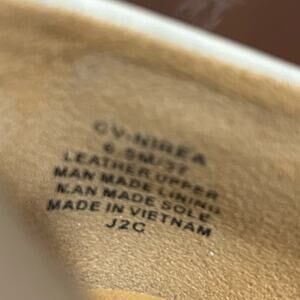 CV-NIREA
6.5M/37
LEATHER UPPER
MAN MADE LINING
MAN MADE SOLE
MADE IN VIETNAM
J2C